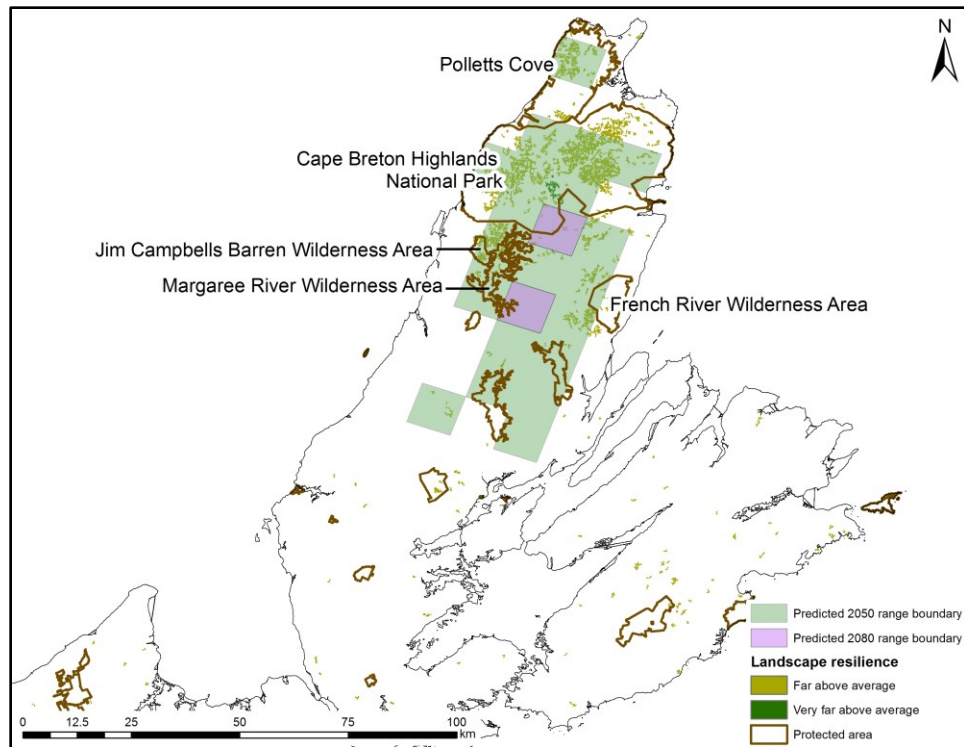 N
Polletts Cove
Cape Breton Highlands
National Park
Jim Campbells Barren Wilderness Area
Margaree River Wilderness Area
French River Wilderness Area
Predicted 2050 range boundary
Predicted 2080 range boundary
Landscape resilience
Far above average
Very far above average
Protected area
0 12.5 25 50 75 100
km